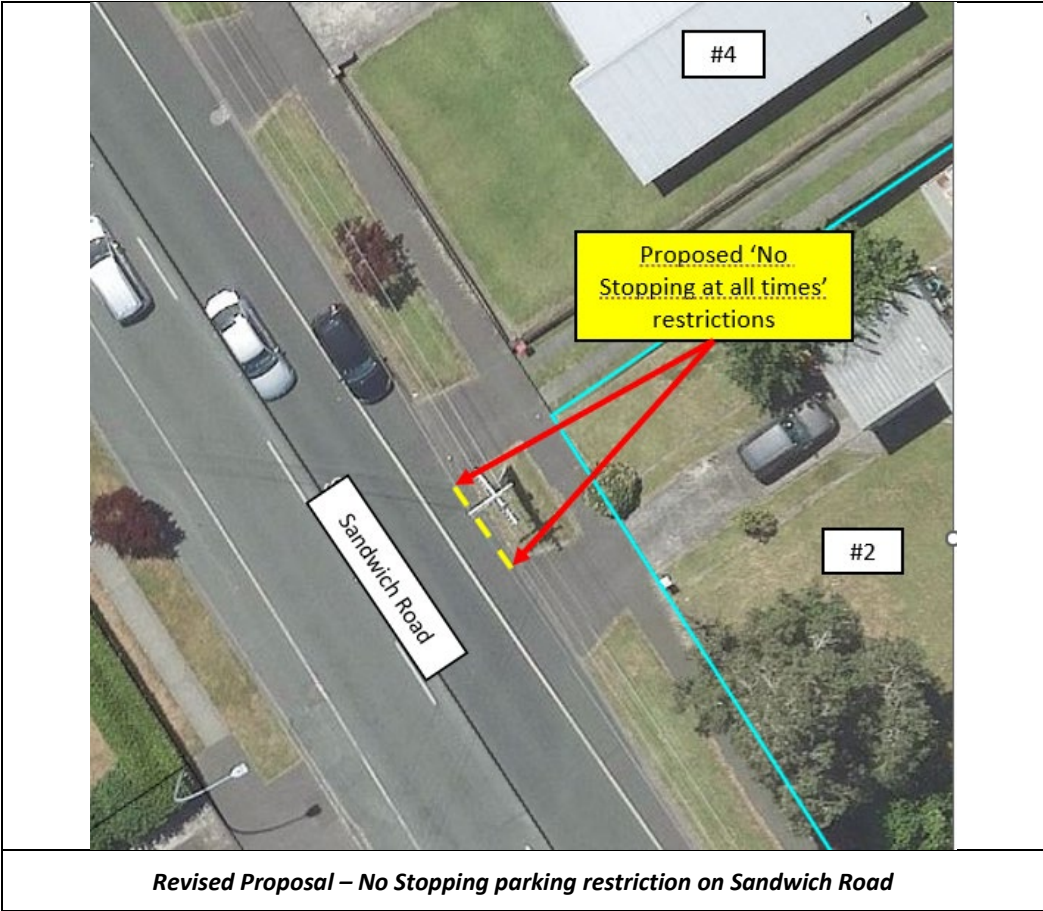 #4
Proposed ‘No
Stopping at all times’
restrictions
Sandwich Road
#2
Revised Proposal – No Stopping parking restriction on Sandwich Road